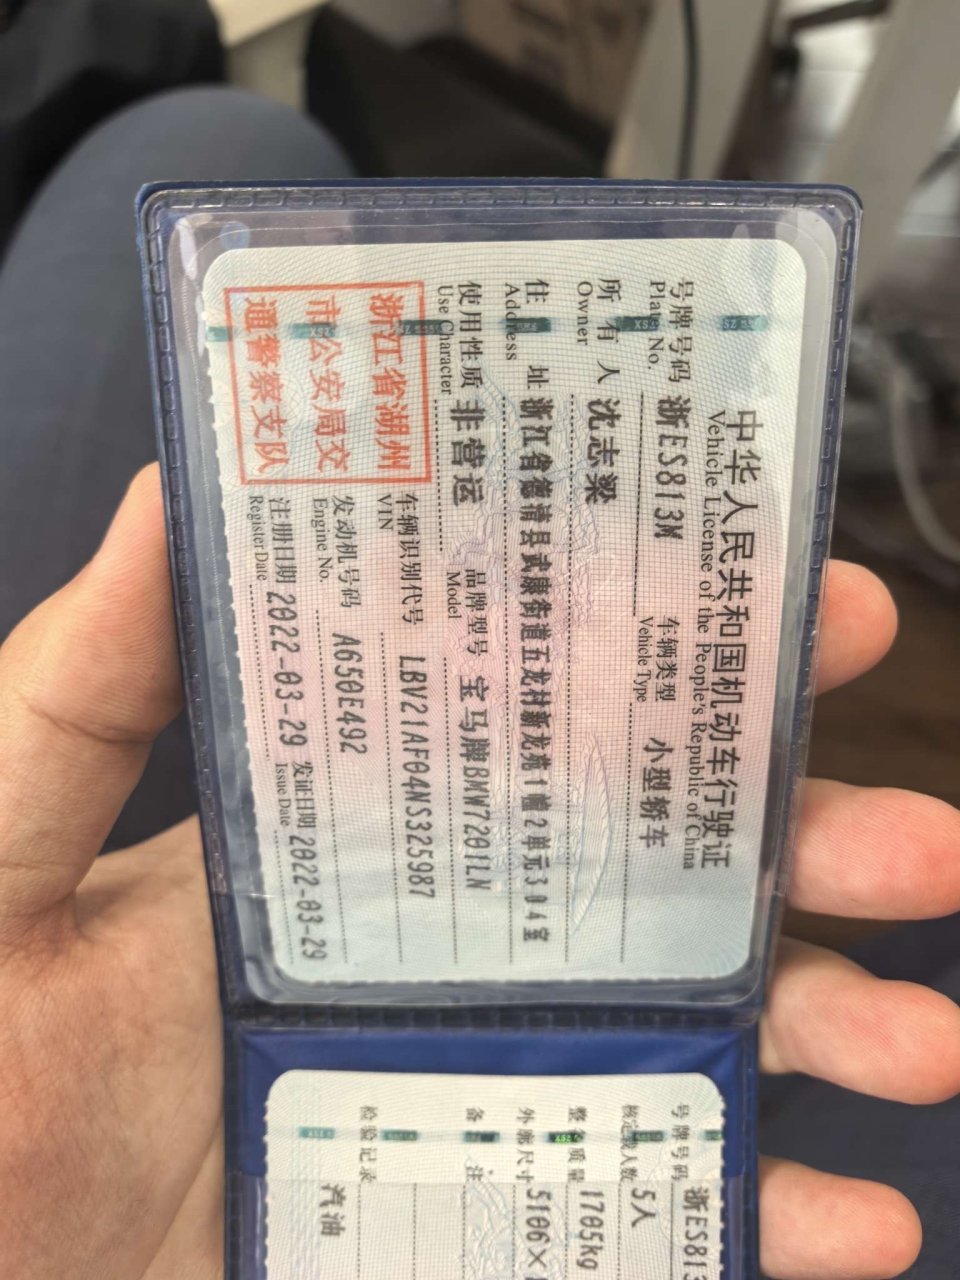 中华人民共和国机动车行驶证
Vehicle License of the People's Republic of China
号牌号码 浙ES813M 车辆类型 小型轿车
Plate No. Vehicle Type
所有人 沈志梁
Owner
住址 浙江省德清县武康街道五龙村新龙苑1幢2单元304室
Address
使用性质 非营运 品牌型号 宝马牌BMW7201LN
Use Character Model
浙江省湖州
市公安局交
通警察支队
车辆识别代号 LBV21AF04NS325987
VIN
发动机号码 A650E492
Engine No.
注册日期 2022-03-29 发证日期 2022-03-29
Register Date Issue Date
号牌号码 浙ES813
核定载人数 5人
整备质量 1705kg
外廓尺寸 5106×
备注
检验记录
汽油